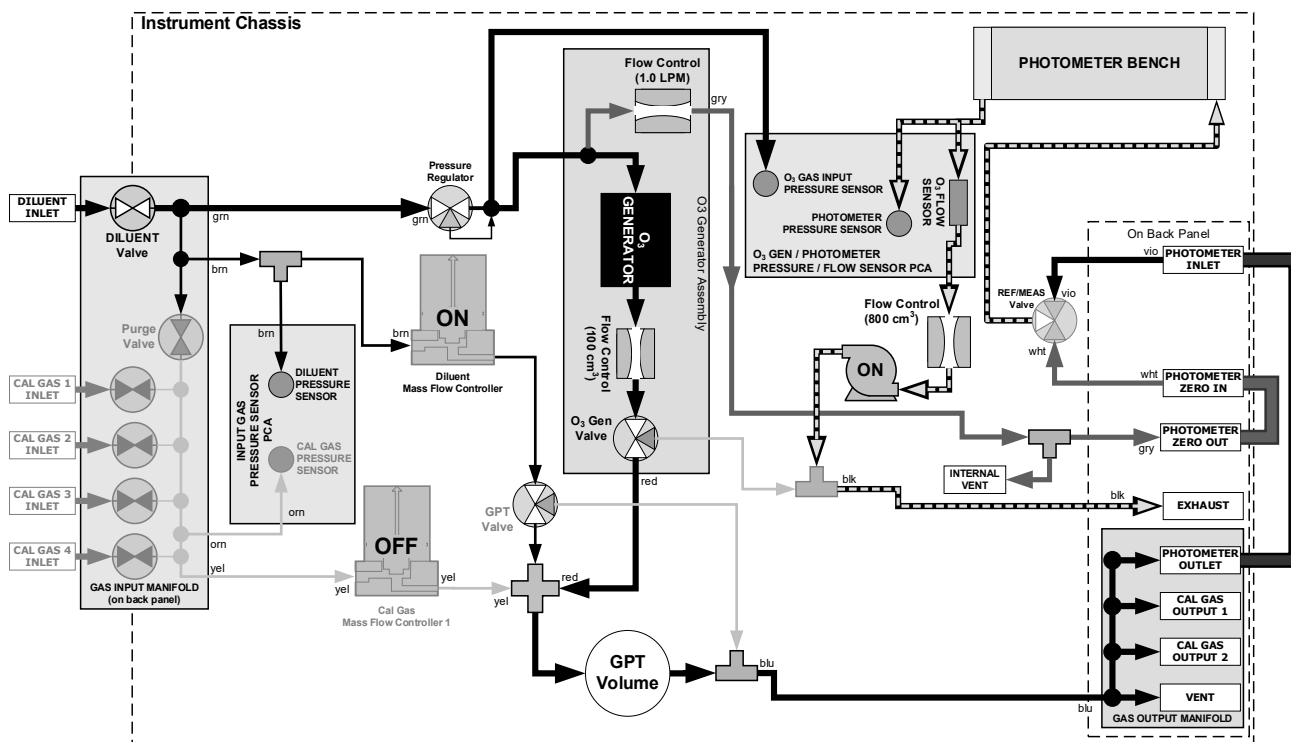 Instrument Chassis
Flow Control
(1.0 LPM)
gry
PHOTOMETER BENCH
Pressure
Regulator
O₃ GAS INPUT
PRESSURE SENSOR
O₃ FLOW
SENSOR
PHOTOMETER
PRESSURE SENSOR
O₃ GEN / PHOTOMETER
PRESSURE / FLOW SENSOR PCA
DILUENT
INLET
DILUENT
Valve
grn
grn
O₃
GENERATOR
O3 Generator Assembly
On Back Panel
vio
PHOTOMETER
INLET
REF/MEAS
Valve
vio
brn
Purge
Valve
brn
brn
ON
Diluent
Mass Flow Controller
Flow Control
(100 cm³)
Flow Control
(800 cm³)
ON
wht
wht
PHOTOMETER
ZERO IN
CAL GAS 1
INLET
CAL GAS 2
INLET
CAL GAS 3
INLET
CAL GAS 4
INLET
INPUT GAS
PRESSURE SENSOR
PCA
DILUENT
PRESSURE
SENSOR
CAL GAS
PRESSURE
SENSOR
O₃ Gen
Valve
PHOTOMETER
ZERO OUT
gry
INTERNAL
VENT
red
blk
blk
EXHAUST
orn
orn
GPT
Valve
OFF
yel
yel
yel
yel
red
Cal Gas
Mass Flow Controller 1
GAS INPUT MANIFOLD
(on back panel)
PHOTOMETER
OUTLET
CAL GAS
OUTPUT 1
CAL GAS
OUTPUT 2
VENT
GPT
Volume
blu
blu
GAS OUTPUT MANIFOLD